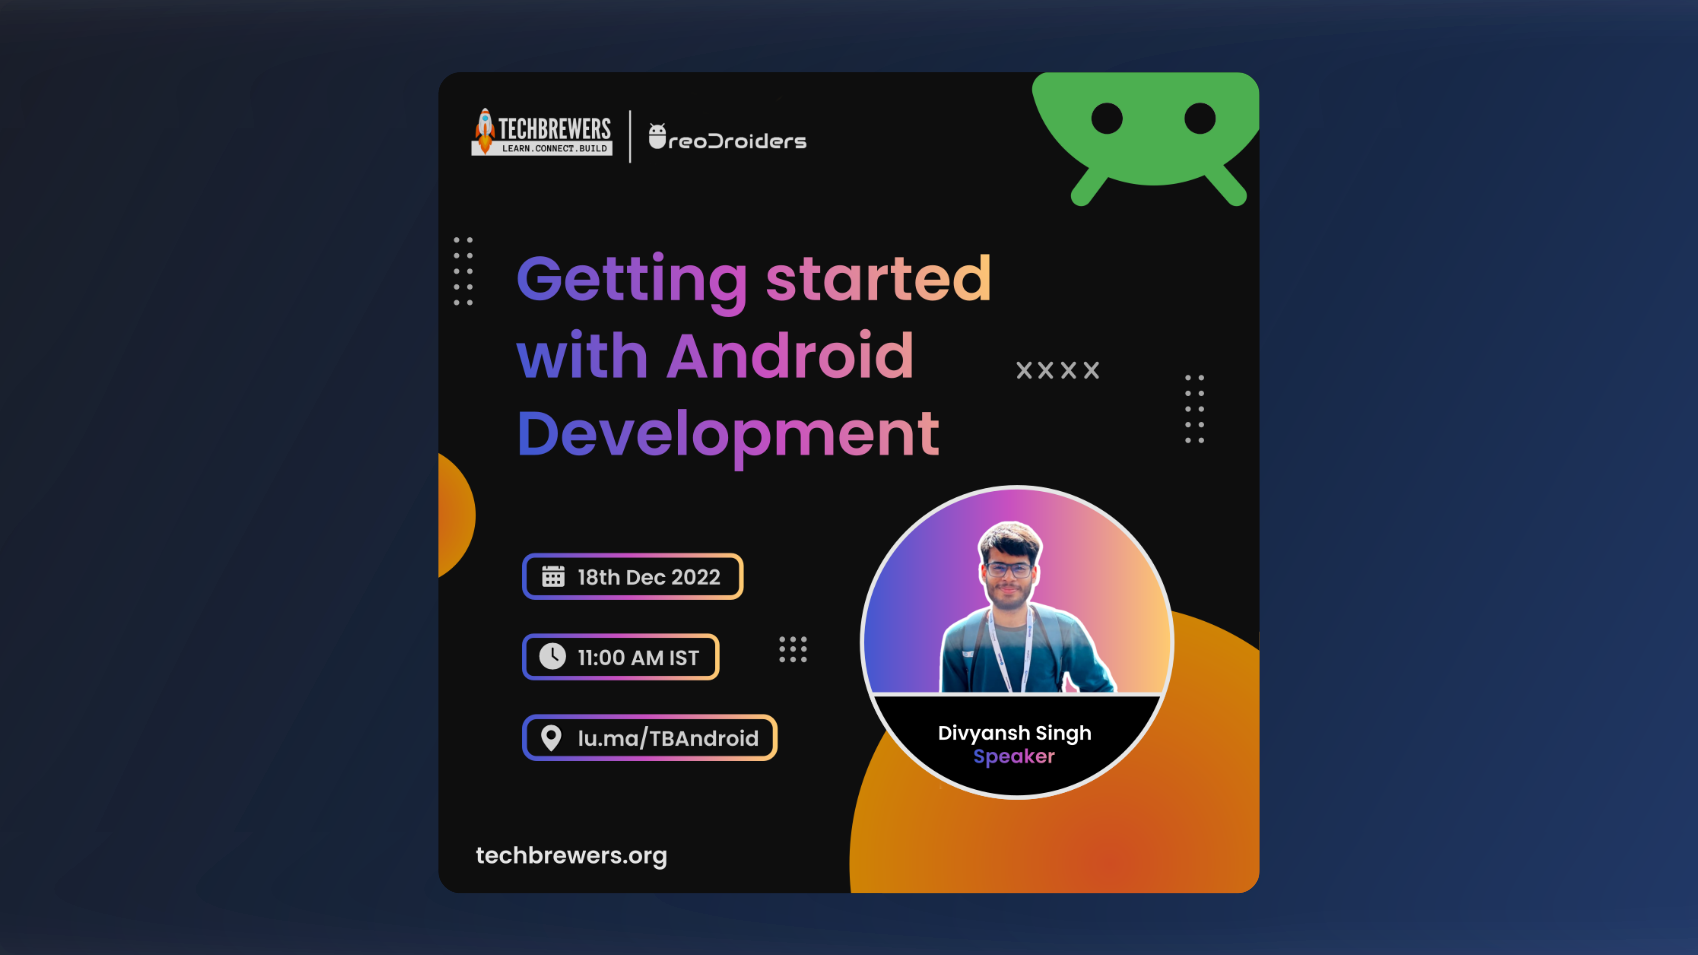 TECHBREWERS
LEARN.CONNECT.BUILD
OreoDroiders
Getting started
with Android
Development
xxxx
18th Dec 2022
11:00 AM IST
lu.ma/TBAndroid
Divyansh Singh
Speaker
techbrewers.org